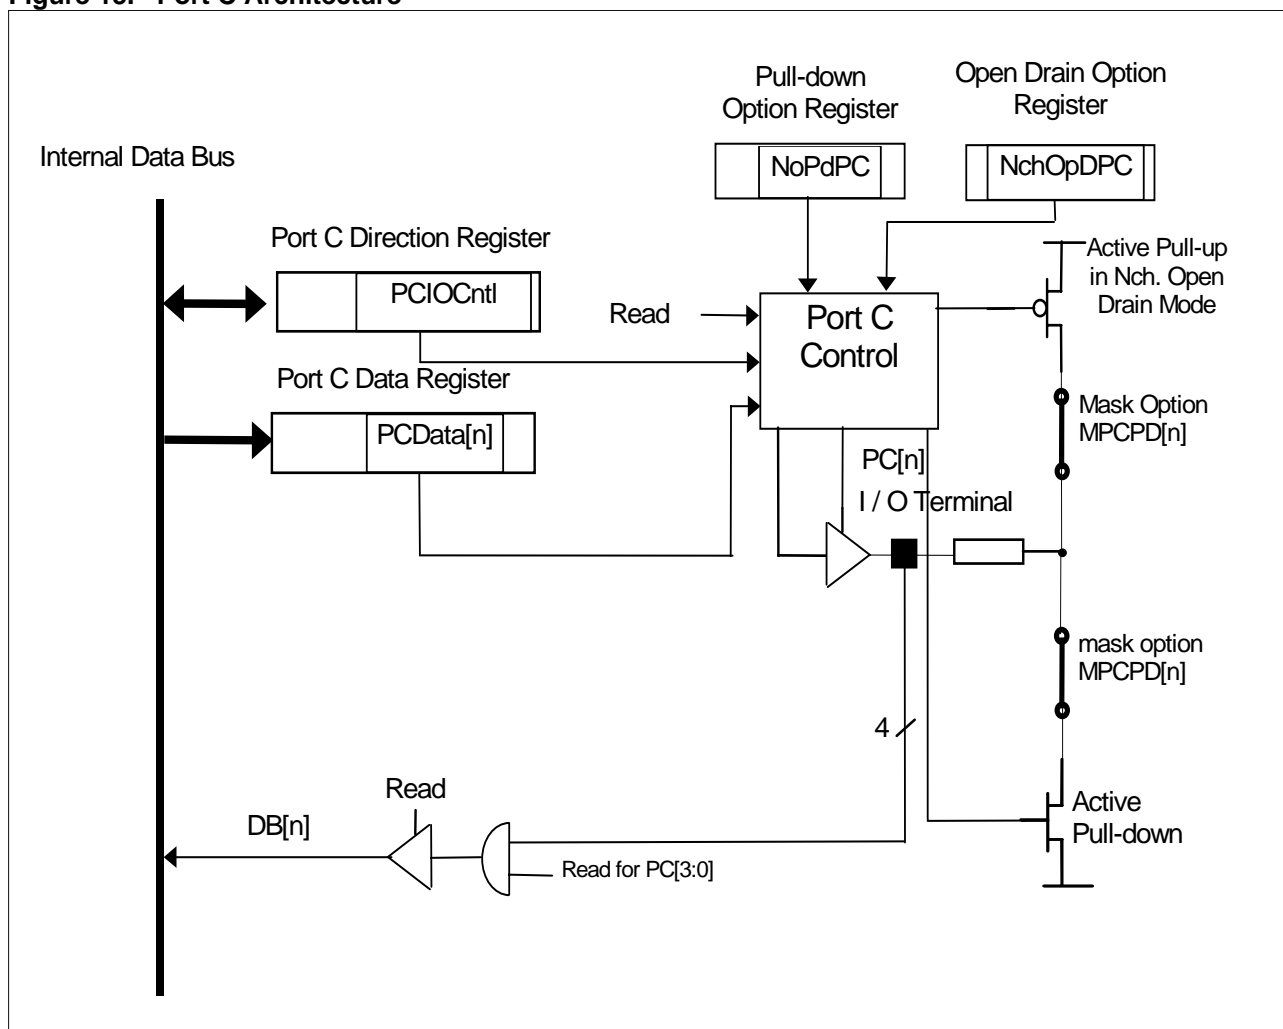 Figure 13. Port C Architecture
Pull-down
Option Register
Open Drain Option
Register
Internal Data Bus
NoPdPC
NchOpDPC
Port C Direction Register
PCIOCntl
Active Pull-up
in Nch. Open
Drain Mode
Read
Port C
Control
Port C Data Register
PCData[n]
Mask Option
MPCPD[n]
PC[n]
I / O Terminal
mask option
MPCPD[n]
4
Read
DB[n]
Active
Pull-down
Read for PC[3:0]